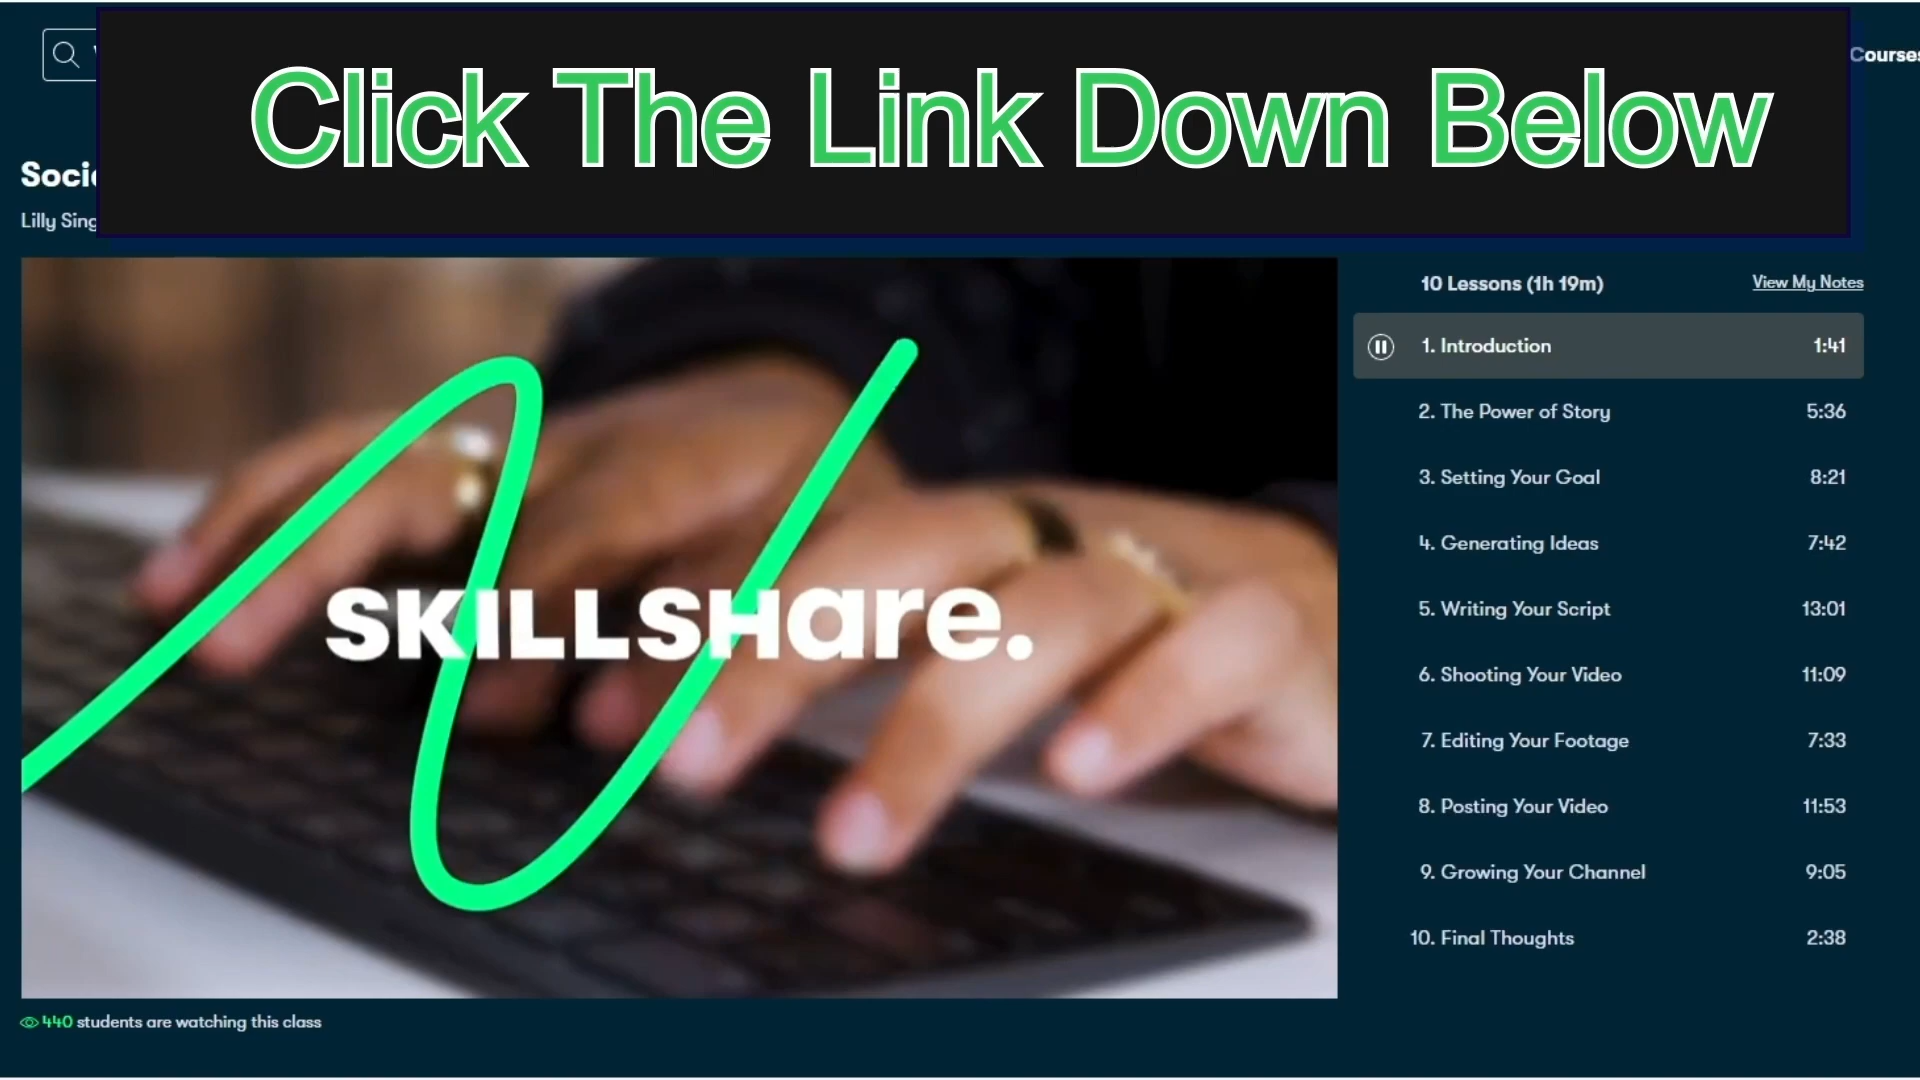 Click The Link Down Below
Courses
Lilly Sing
10 Lessons (1h 19m)
View My Notes
1. Introduction 1:41
2. The Power of Story 5:36
3. Setting Your Goal 8:21
4. Generating Ideas 7:42
5. Writing Your Script 13:01
6. Shooting Your Video 11:09
7. Editing Your Footage 7:33
8. Posting Your Video 11:53
9. Growing Your Channel 9:05
10. Final Thoughts 2:38
SKILLSHare.
440 students are watching this class